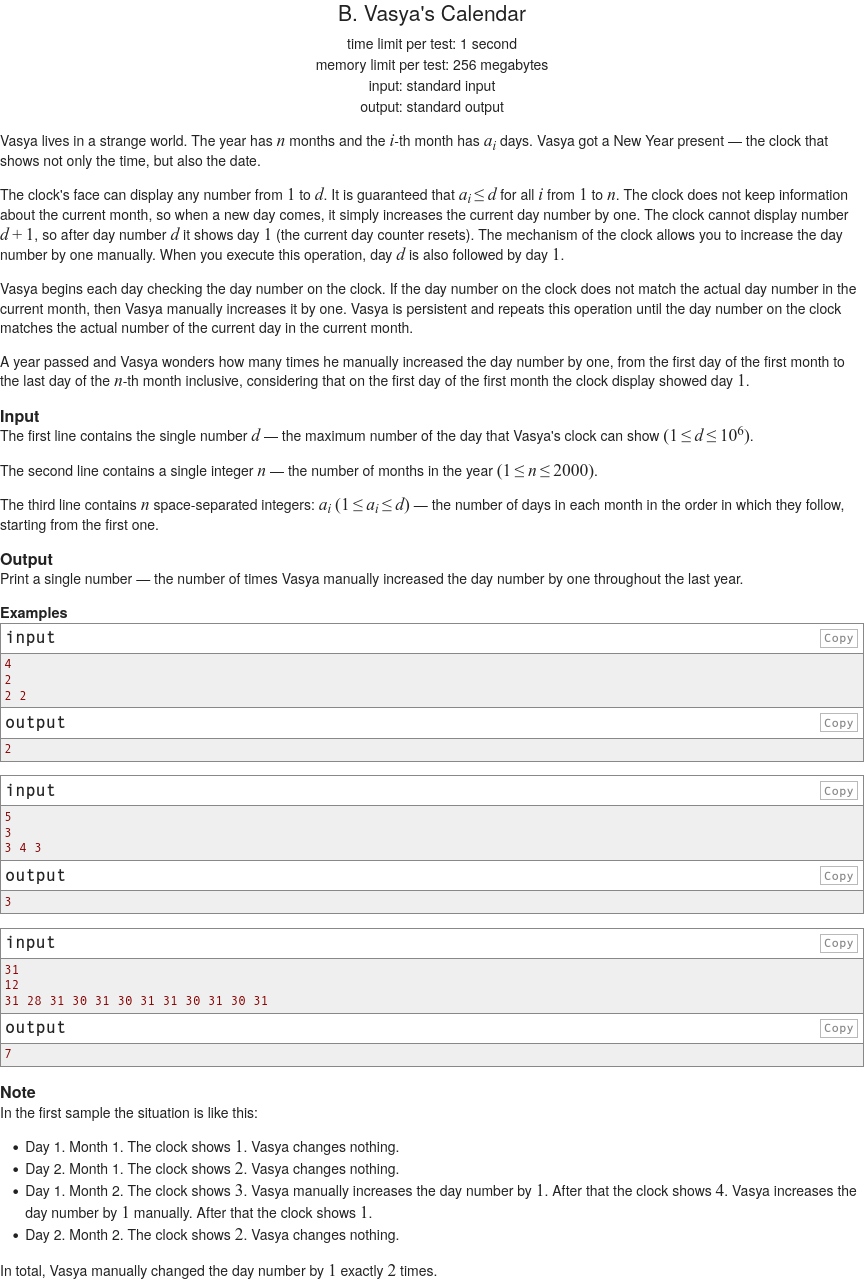 B. Vasya's Calendar
time limit per test: 1 second
memory limit per test: 256 megabytes
input: standard input
output: standard output
Vasya lives in a strange world. The year has n months and the i-th month has a_i days. Vasya got a New Year present — the clock that
shows not only the time, but also the date.
The clock's face can display any number from 1 to d. It is guaranteed that a_i ≤ d for all i from 1 to n. The clock does not keep information
about the current month, so when a new day comes, it simply increases the current day number by one. The clock cannot display number
d + 1, so after day number d it shows day 1 (the current day counter resets). The mechanism of the clock allows you to increase the day
number by one manually. When you execute this operation, day d is also followed by day 1.
Vasya begins each day checking the day number on the clock. If the day number on the clock does not match the actual day number in the
current month, then Vasya manually increases it by one. Vasya is persistent and repeats this operation until the day number on the clock
matches the actual number of the current day in the current month.
A year passed and Vasya wonders how many times he manually increased the day number by one, from the first day of the first month to
the last day of the n-th month inclusive, considering that on the first day of the first month the clock display showed day 1.
Input
The first line contains the single number d — the maximum number of the day that Vasya's clock can show (1 ≤ d ≤ 10^6).
The second line contains a single integer n — the number of months in the year (1 ≤ n ≤ 2000).
The third line contains n space-separated integers: a_i (1 ≤ a_i ≤ d) — the number of days in each month in the order in which they follow,
starting from the first one.
Output
Print a single number — the number of times Vasya manually increased the day number by one throughout the last year.
Examples
input Copy
4
2
2 2
output Copy
2
input Copy
5
3
3 4 3
output Copy
3
input Copy
31
12
31 28 31 30 31 30 31 31 30 31 30 31
output Copy
7
Note
In the first sample the situation is like this:
• Day 1. Month 1. The clock shows 1. Vasya changes nothing.
• Day 2. Month 1. The clock shows 2. Vasya changes nothing.
• Day 1. Month 2. The clock shows 3. Vasya manually increases the day number by 1. After that the clock shows 4. Vasya increases the
day number by 1 manually. After that the clock shows 1.
• Day 2. Month 2. The clock shows 2. Vasya changes nothing.
In total, Vasya manually changed the day number by 1 exactly 2 times.